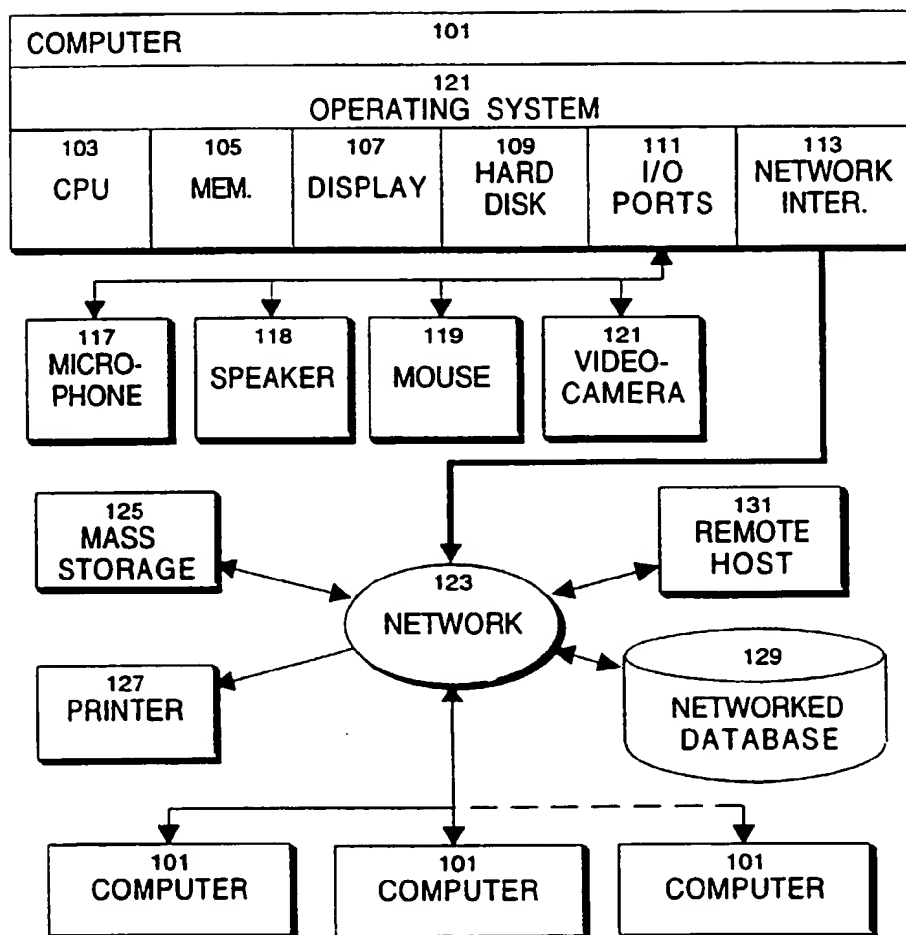 COMPUTER 101
121
OPERATING SYSTEM
103 105 107 109 111 113
CPU MEM. DISPLAY HARD I/O NETWORK
DISK PORTS INTER.
117 118 119 121
MICRO- SPEAKER MOUSE VIDEO-
PHONE CAMERA
125
MASS
STORAGE
131
REMOTE
HOST
123
NETWORK
127
PRINTER
129
NETWORKED
DATABASE
101 101 101
COMPUTER COMPUTER COMPUTER